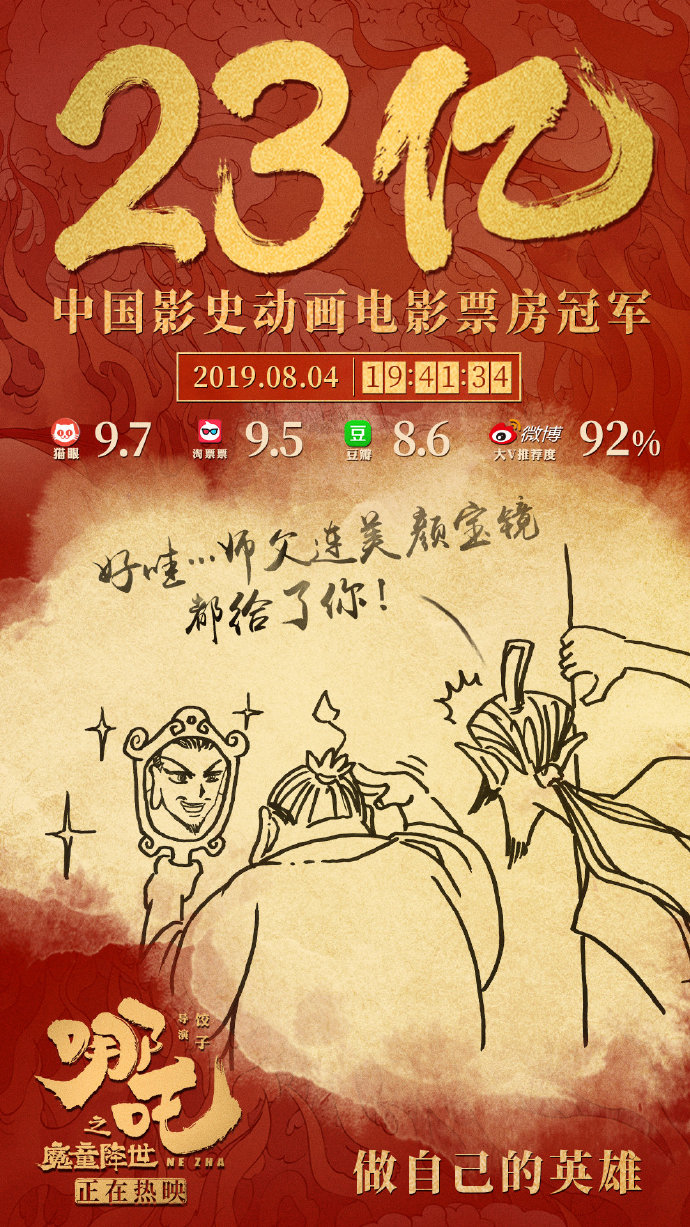 23亿
中国影史动画电影票房冠军
2019.08.04 19:41:34
猫眼 9.7 淘票票 9.5 豆 豆瓣 8.6 微博 大V推荐度 92%
好哇…师父连美颜宝镜
都给了你！
哪吒
之
魔童降世
NE ZHA
导演 饺子
正在热映
做自己的英雄